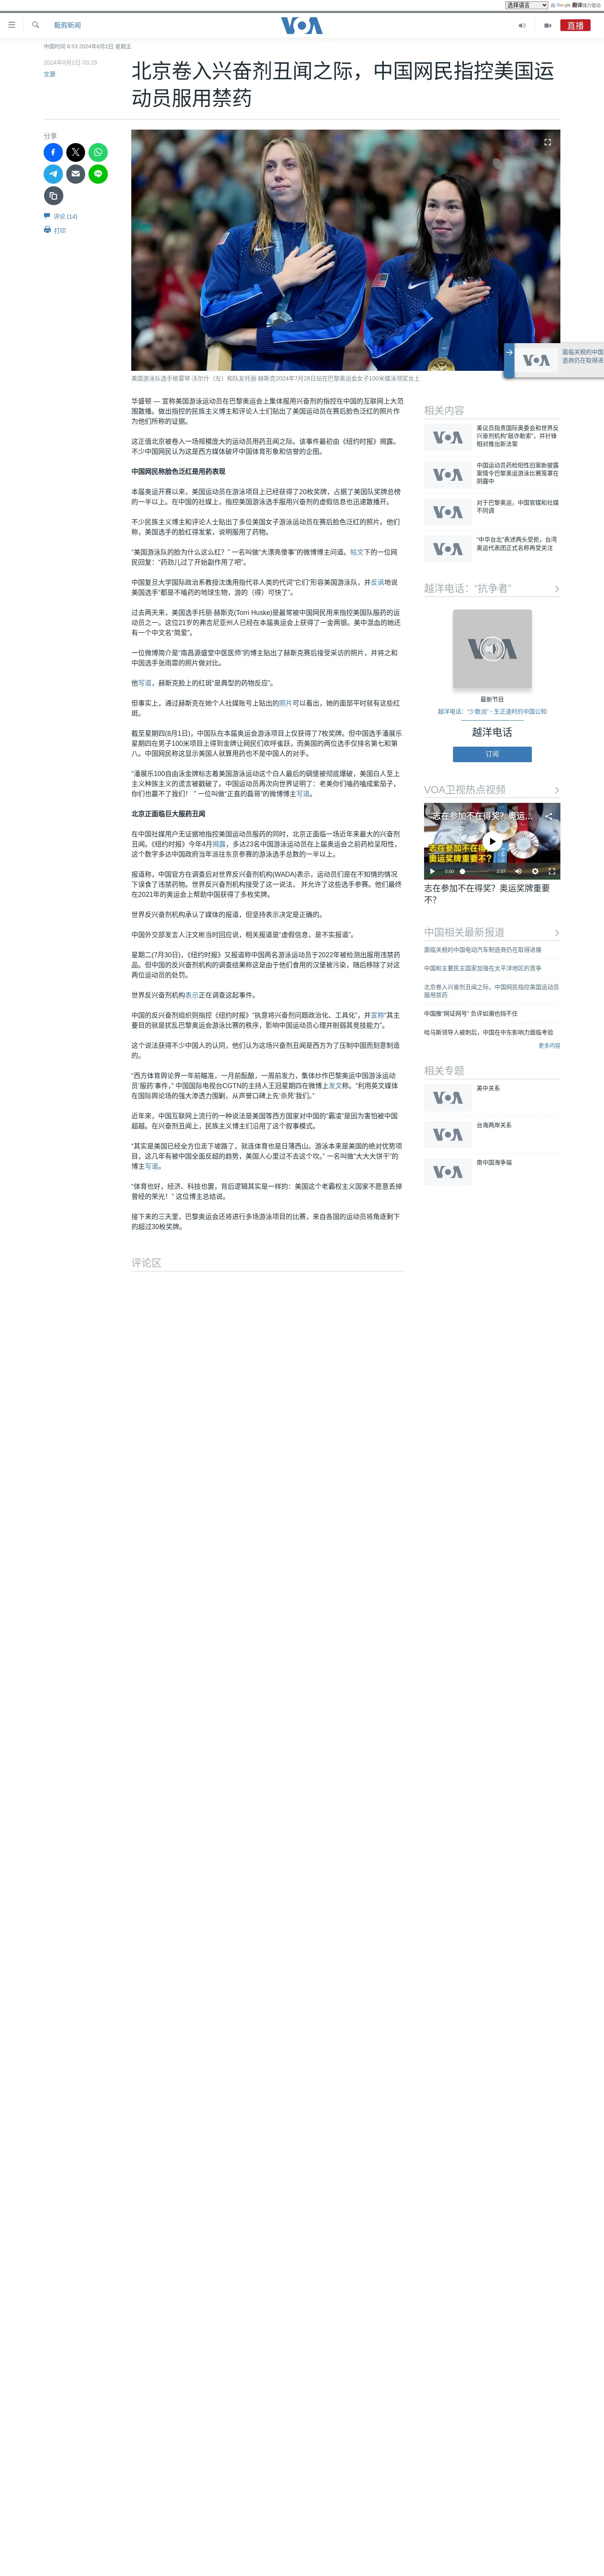 选择语言
由 Google 翻译强力驱动
甄假新闻
VOA
直播
中国时间 8:53 2024年8月2日 星期五
2024年8月2日 03:29
文灏
北京卷入兴奋剂丑闻之际，中国网民指控美国运
动员服用禁药
分享
评论 (14)
打印
美国游泳队选手格雷琴·沃尔什（左）和队友托丽·赫斯克2024年7月28日站在巴黎奥运会女子100米蝶泳领奖台上
面临关税的中国
造商仍在取得进
华盛顿 — 宣称美国游泳运动员在巴黎奥运会上集体服用兴奋剂的指控在中国的互联网上大范
围散播。做出指控的民族主义博主和评论人士们贴出了美国运动员在赛后脸色泛红的照片作
为他们所称的证据。
这正值北京被卷入一场规模庞大的运动员用药丑闻之际。该事件最初由《纽约时报》揭露。
不少中国网民认为这是西方媒体破坏中国体育形象和信誉的企图。
中国网民称脸色泛红是用药表现
本届奥运开赛以来，美国运动员在游泳项目上已经获得了20枚奖牌，占据了美国队奖牌总榜
的一半以上。在中国的社媒上，指控美国游泳选手服用兴奋剂的虚假信息也迅速散播开。
不少民族主义博主和评论人士贴出了多位美国女子游泳运动员在赛后脸色泛红的照片。他们
称，美国选手的脸红得发紫，说明服用了药物。
“美国游泳队的脸为什么这么红？” 一名叫做“大漂亮傻事”的微博博主问道。帖文下的一位网
民回复：“药劲儿过了开始副作用了吧”。
中国复旦大学国际政治系教授沈逸用指代非人类的代词“它们”形容美国游泳队，并反讽地说
美国选手“都是不嗑药的地球生物，游的（得）可快了”。
过去两天来，美国选手托丽·赫斯克(Torri Huske)是最常被中国网民用来指控美国队用药的运
动员之一。这位21岁的弗吉尼亚州人已经在本届奥运会上获得了一金两银。美中混血的她还
有一个中文名“简爱”。
一位微博简介是“南昌源盛堂中医医师”的博主贴出了赫斯克赛后接受采访的照片，并将之和
中国选手张雨霏的照片做对比。
他写道，赫斯克脸上的红斑“是典型的药物反应”。
但事实上，通过赫斯克在她个人社媒账号上贴出的照片可以看出，她的面部平时就有这些红
斑。
截至星期四(8月1日)，中国队在本届奥运会游泳项目上仅获得了7枚奖牌。但中国选手潘展乐
星期四在男子100米项目上得到金牌让网民们欢呼雀跃，而美国的两位选手仅排名第七和第
八。中国网民称这显示美国人就算用药也不是中国人的对手。
“潘展乐100自由泳金牌标志着美国游泳运动这个白人最后的碉堡被彻底爆破，美国白人至上
主义种族主义的谎言被戳破了。中国运动员再次向世界证明了：老美你们嗑药嗑成紫茄子，
你们也赢不了我们！ ” 一位叫做“正直的聂蒋”的微博博主写道。
北京正面临巨大服药丑闻
在中国社媒用户无证据地指控美国运动员服药的同时，北京正面临一场近年来最大的兴奋剂
丑闻。《纽约时报》今年4月揭露，多达23名中国游泳运动员在上届奥运会之前药检呈阳性，
这个数字多达中国政府当年派往东京参赛的游泳选手总数的一半以上。
报道称，中国官方在调查后对世界反兴奋剂机构(WADA)表示，运动员们是在不知情的情况
下误食了违禁药物。世界反兴奋剂机构接受了这一说法， 并允许了这些选手参赛。他们最终
在2021年的奥运会上帮助中国获得了多枚奖牌。
世界反兴奋剂机构承认了媒体的报道，但坚持表示决定是正确的。
中国外交部发言人汪文彬当时回应说，相关报道是“虚假信息，是不实报道”。
星期二(7月30日)，《纽约时报》又报道称中国两名游泳运动员于2022年被检测出服用违禁药
品。但中国的反兴奋剂机构的调查结果称这是由于他们食用的汉堡被污染，随后移除了对这
两位运动员的处罚。
世界反兴奋剂机构表示正在调查这起事件。
中国的反兴奋剂组织则指控《纽约时报》“执意将兴奋剂问题政治化、工具化”，并宣称“其主
要目的就是扰乱巴黎奥运会游泳比赛的秩序，影响中国运动员心理并削弱其竞技能力”。
这个说法获得不少中国人的认同，他们认为这场兴奋剂丑闻是西方为了压制中国而刻意制造
的。
“西方体育舆论界一年前瞄准，一月前酝酿，一周前发力，集体炒作巴黎奥运中国游泳运动
员‘服药’事件，” 中国国际电视台CGTN的主持人王冠星期四在微博上发文称。“利用英文媒体
在国际舆论场的强大渗透力围剿，从声誉口碑上先‘杀死’我们。”
近年来，中国互联网上流行的一种说法是美国等西方国家对中国的“霸凌”是因为害怕被中国
超越。在兴奋剂丑闻上，民族主义博主们沿用了这个叙事模式。
“其实是美国已经全方位走下坡路了，就连体育也是日薄西山。游泳本来是美国的绝对优势项
目，这几年有被中国全面反超的趋势，美国人心里过不去这个坎。” 一名叫做“大大大饼干”的
博主写道。
“体育也好，经济、科技也罢，背后逻辑其实是一样的：美国这个老霸权主义国家不愿意丢掉
曾经的荣光！” 这位博主总结说。
接下来的三天里，巴黎奥运会还将进行多场游泳项目的比赛，来自各国的运动员将角逐剩下
的超过30枚奖牌。
评论区
相关内容
美议员指责国际奥委会和世界反
兴奋剂机构“敲诈勒索”，并针锋
相对推出新法案
中国运动员药检阳性旧案新披露
案情令巴黎奥运游泳比赛笼罩在
阴霾中
对于巴黎奥运，中国官媒和社媒
不同调
“中华台北”表述两头受拒，台湾
奥运代表团正式名称再受关注
越洋电话：“抗争者”
最新节目
越洋电话：“少数派” - 生正逢时的中国公知
越洋电话
订阅
VOA卫视热点视频
志在参加不在得奖？奥运...
志在参加不在得奖?
奥运奖牌重要不?
0:00
2:37
志在参加不在得奖？奥运奖牌重要
不？
中国相关最新报道
面临关税的中国电动汽车制造商仍在取得进展
中国和主要民主国家加强在太平洋地区的竞争
北京卷入兴奋剂丑闻之际，中国网民指控美国运动员
服用禁药
中国推“网证网号” 负评如潮也挡不住
哈马斯领导人被刺后，中国在中东影响力面临考验
更多内容
相关专题
美中关系
台海两岸关系
南中国海争端